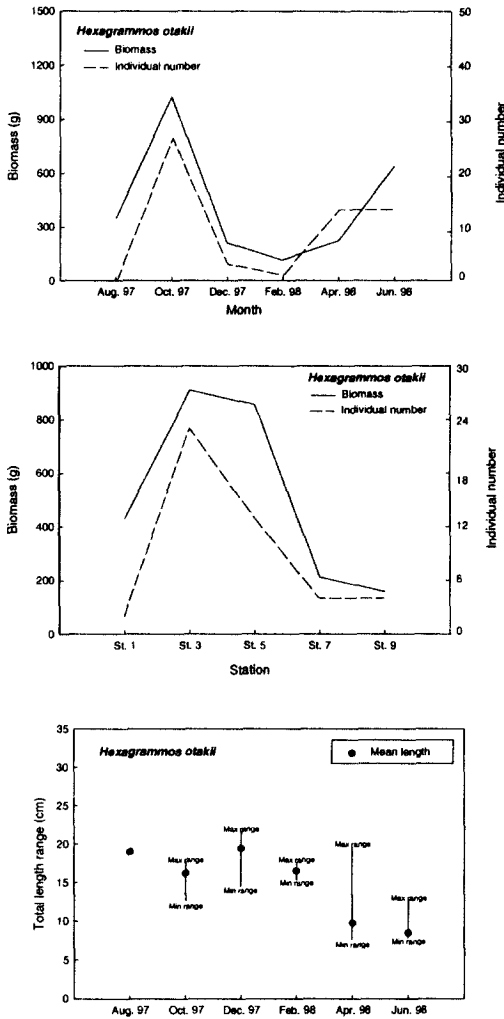 Hexagrammos otakii
Biomass
Individual number
1500
1200
900
600
300
0
Biomass (g)
50
40
30
20
10
0
Individual number
Aug. 97 Oct. 97 Dec. 97 Feb. 98 Apr. 98 Jun. 98
Month
Hexagrammos otakii
Biomass
Individual number
1000
800
600
400
200
0
Biomass (g)
30
24
18
12
6
0
Individual number
St. 1 St. 3 St. 5 St. 7 St. 9
Station
Hexagrammos otakii
Mean length
35
30
25
20
15
10
5
0
Total length range (cm)
Max range
Min range
Max range
Min range
Max range
Min range
Max range
Min range
Max range
Min range
Aug. 97 Oct. 97 Dec. 97 Feb. 98 Apr. 98 Jun. 98